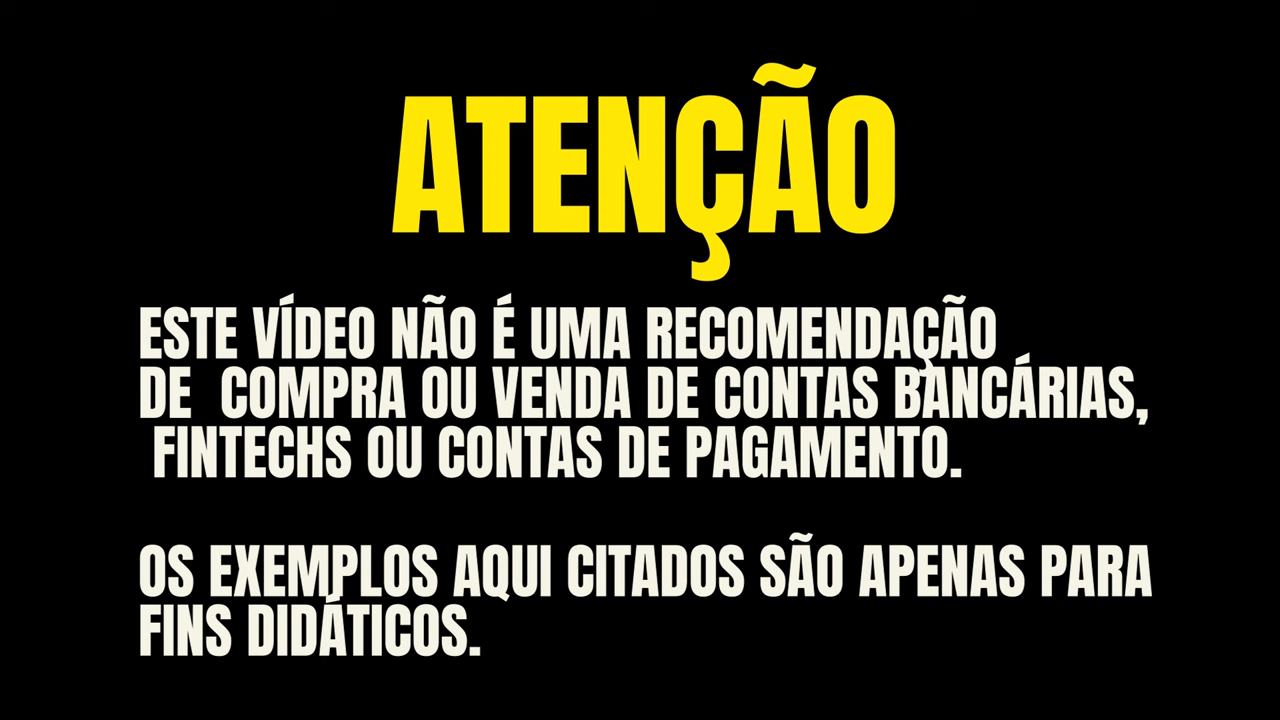 ATENÇÃO
ESTE VÍDEO NÃO É UMA RECOMENDAÇÃO
DE COMPRA OU VENDA DE CONTAS BANCÁRIAS,
FINTECHS OU CONTAS DE PAGAMENTO.
OS EXEMPLOS AQUI CITADOS SÃO APENAS PARA
FINS DIDÁTICOS.